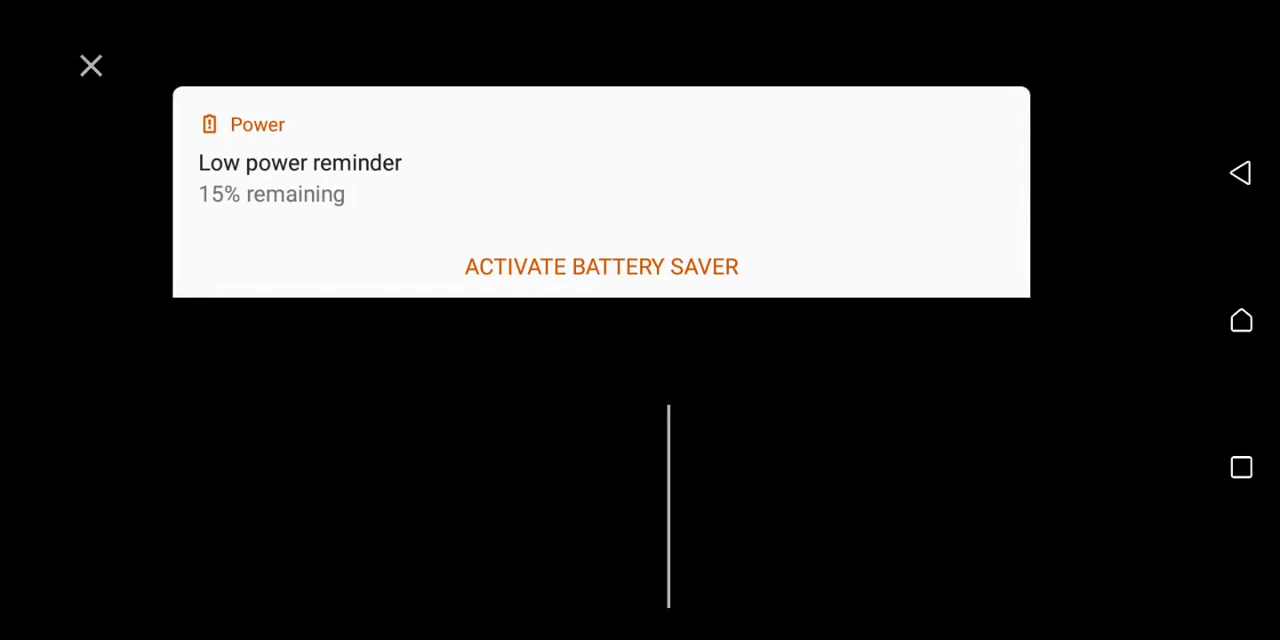 Power
Low power reminder
15% remaining
ACTIVATE BATTERY SAVER